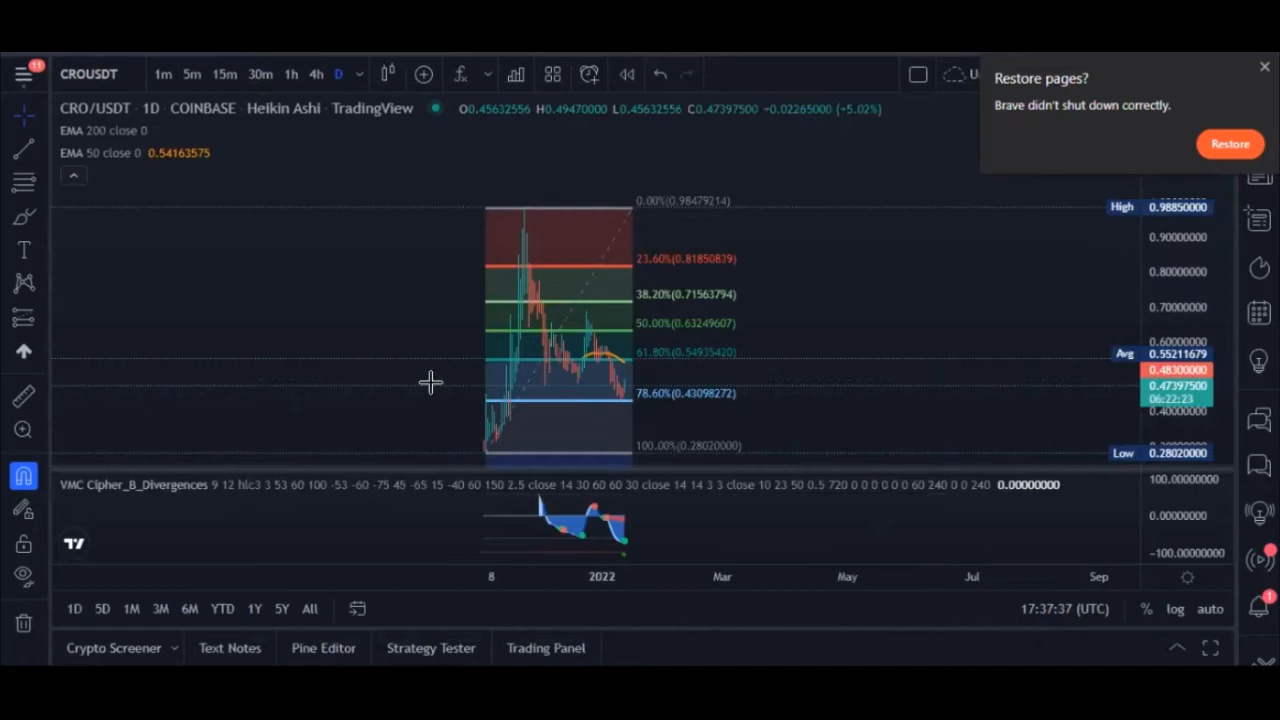 11
CROUSDT 1m 5m 15m 30m 1h 4h D
Restore pages?
Brave didn't shut down correctly.
Restore
CRO/USDT · 1D · COINBASE · Heikin Ashi · TradingView O0.45632556 H0.49470000 L0.45632556 C0.47397500 +0.02265000 (+5.02%)
EMA 200 close 0
EMA 50 close 0 0.54163575
0.00%(0.98479214)
23.60%(0.81850839)
38.20%(0.71563794)
50.00%(0.63249607)
61.80%(0.54935420)
78.60%(0.43098272)
100.00%(0.28020000)
High 0.98850000
0.90000000
0.80000000
0.70000000
0.60000000
Avg 0.55211679
0.48300000
0.47397500
06:22:23
0.40000000
Low 0.28020000
VMC Cipher_B_Divergences 9 12 hlc3 3 53 60 100 -53 -60 -75 45 -65 15 -40 60 150 2.5 close 14 30 60 60 30 close 14 14 3 3 close 10 23 50 0.5 720 0 0 0 0 0 60 240 0 0 240 0.00000000
100.00000000
0.00000000
-100.00000000
8 2022 Mar May Jul Sep
1D 5D 1M 3M 6M YTD 1Y 5Y All 17:37:37 (UTC) % log auto
1
Crypto Screener Text Notes Pine Editor Strategy Tester Trading Panel